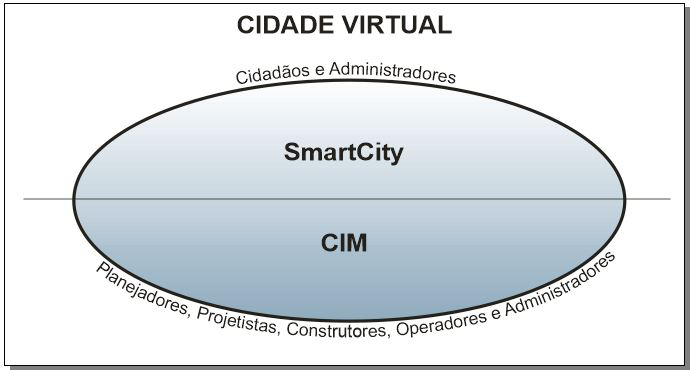 CIDADE VIRTUAL
Cidadãos e Administradores
SmartCity
CIM
Planejadores, Projetistas, Construtores, Operadores e Administradores